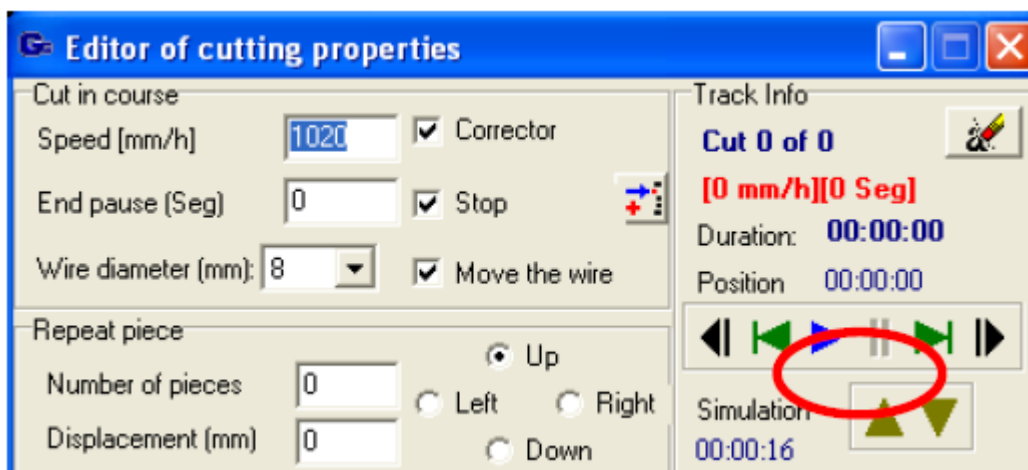 Editor of cutting properties
Cut in course
Speed [mm/h] 1020 Corrector
End pause (Seg) 0 Stop
Wire diameter (mm): 8 Move the wire
Repeat piece
Up
Number of pieces 0
Left Right
Displacement (mm) 0
Down
Track Info
Cut 0 of 0
[0 mm/h][0 Seg]
Duration: 00:00:00
Position 00:00:00
Simulation
00:00:16